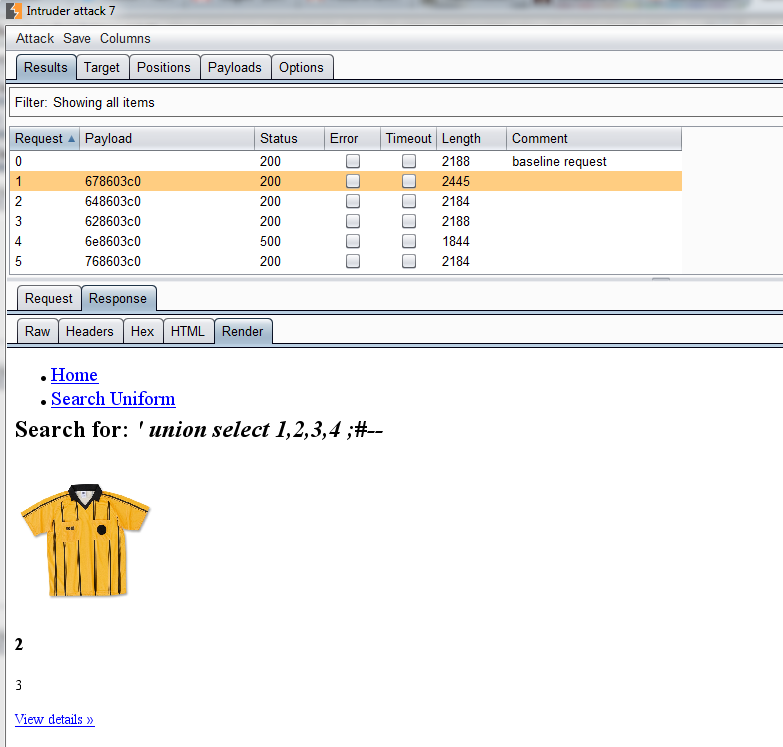 Intruder attack 7
Attack Save Columns
Results Target Positions Payloads Options
Filter: Showing all items
Request Payload Status Error Timeout Length Comment
0 200 2188 baseline request
1 678603c0 200 2445
2 648603c0 200 2184
3 628603c0 200 2188
4 6e8603c0 500 1844
5 768603c0 200 2184
Request Response
Raw Headers Hex HTML Render
Home
Search Uniform
Search for: ' union select 1,2,3,4 ;#--
2
3
View details »